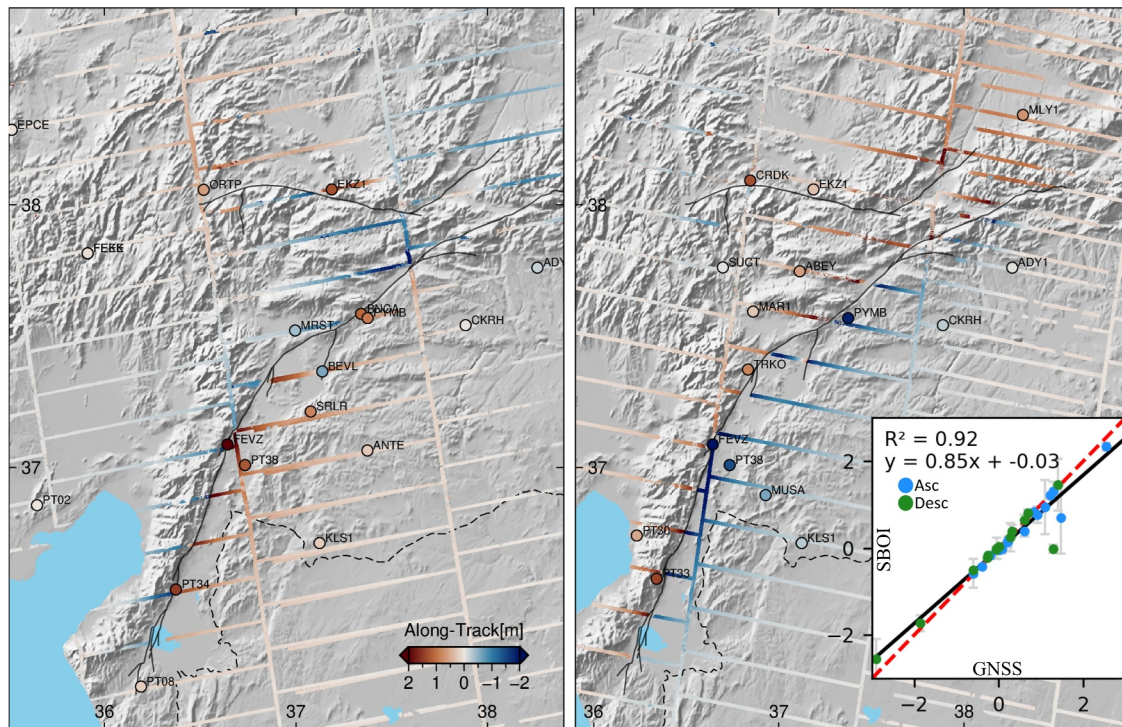 EPCE
ORTP
EKZ1
38
ADY
CKRH
MRST
BEVL
SRLR
FEVZ
ANTE
37
PT38
PT02
KLS1
PT34
Along-Track[m]
2 1 0 −1 −2
PT08
36 37 38
MLY1
CRDK
EKZ1
38
SUCT
ABEY
ADY1
MAR1
PYMB
CKRH
TRKO
FEVZ
37
PT38
MUSA
PT30
KLS1
PT33
36 37 38
R² = 0.92
y = 0.85x + -0.03
Asc
Desc
SBOI
2
0
−2
GNSS
−2 0 2